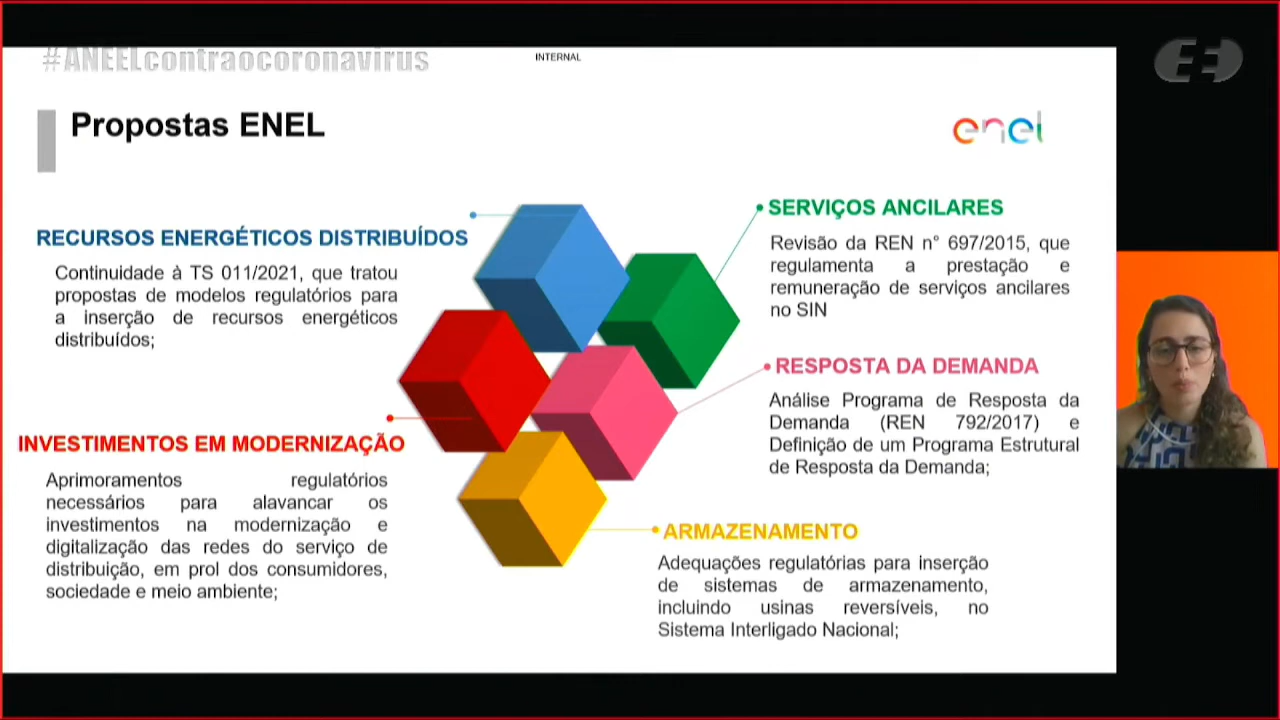 #ANEELcontraocoronavirus
INTERNAL
Propostas ENEL
enel
RECURSOS ENERGÉTICOS DISTRIBUÍDOS
Continuidade à TS 011/2021, que tratou
propostas de modelos regulatórios para
a inserção de recursos energéticos
distribuídos;
INVESTIMENTOS EM MODERNIZAÇÃO
Aprimoramentos regulatórios
necessários para alavancar os
investimentos na modernização e
digitalização das redes do serviço de
distribuição, em prol dos consumidores,
sociedade e meio ambiente;
SERVIÇOS ANCILARES
Revisão da REN n° 697/2015, que
regulamenta a prestação e
remuneração de serviços ancilares
no SIN
RESPOSTA DA DEMANDA
Análise Programa de Resposta da
Demanda (REN 792/2017) e
Definição de um Programa Estrutural
de Resposta da Demanda;
ARMAZENAMENTO
Adequações regulatórias para inserção
de sistemas de armazenamento,
incluindo usinas reversíveis, no
Sistema Interligado Nacional;